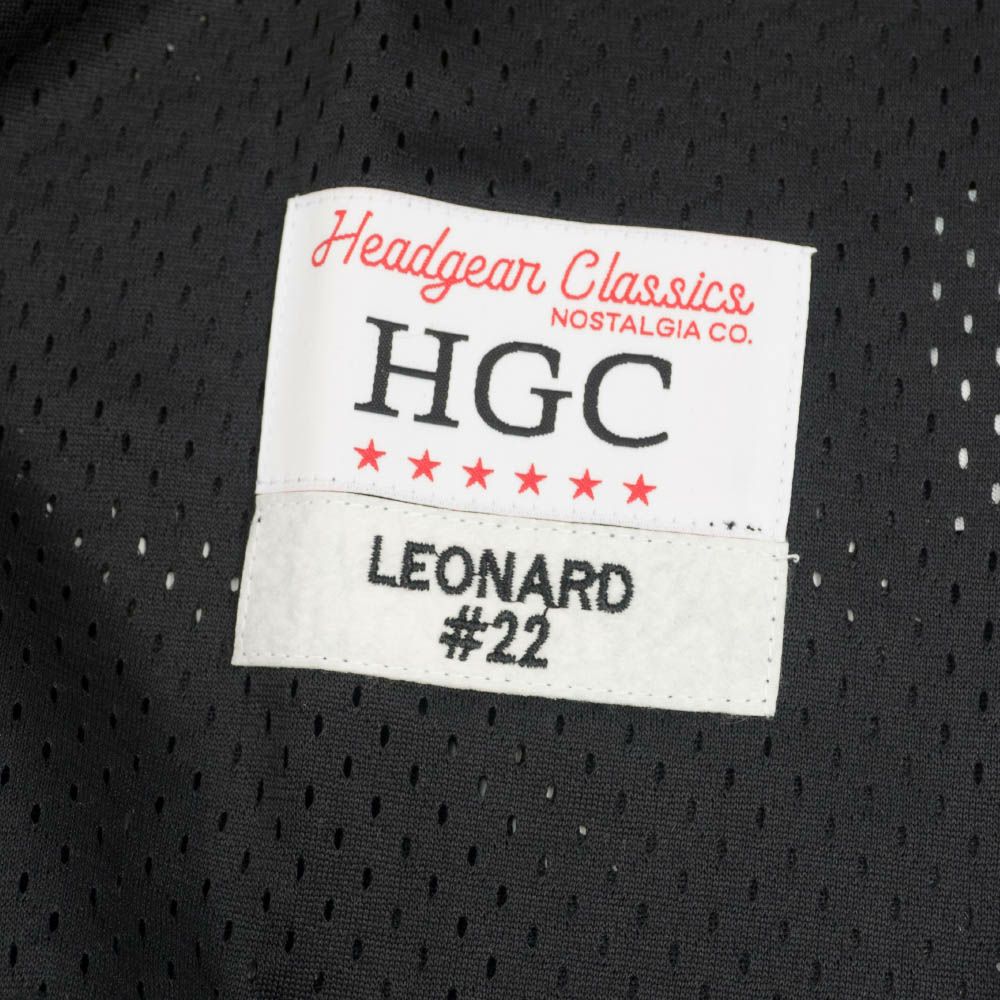 Headgear Classics
NOSTALGIA CO.
HGC
LEONARD
#22